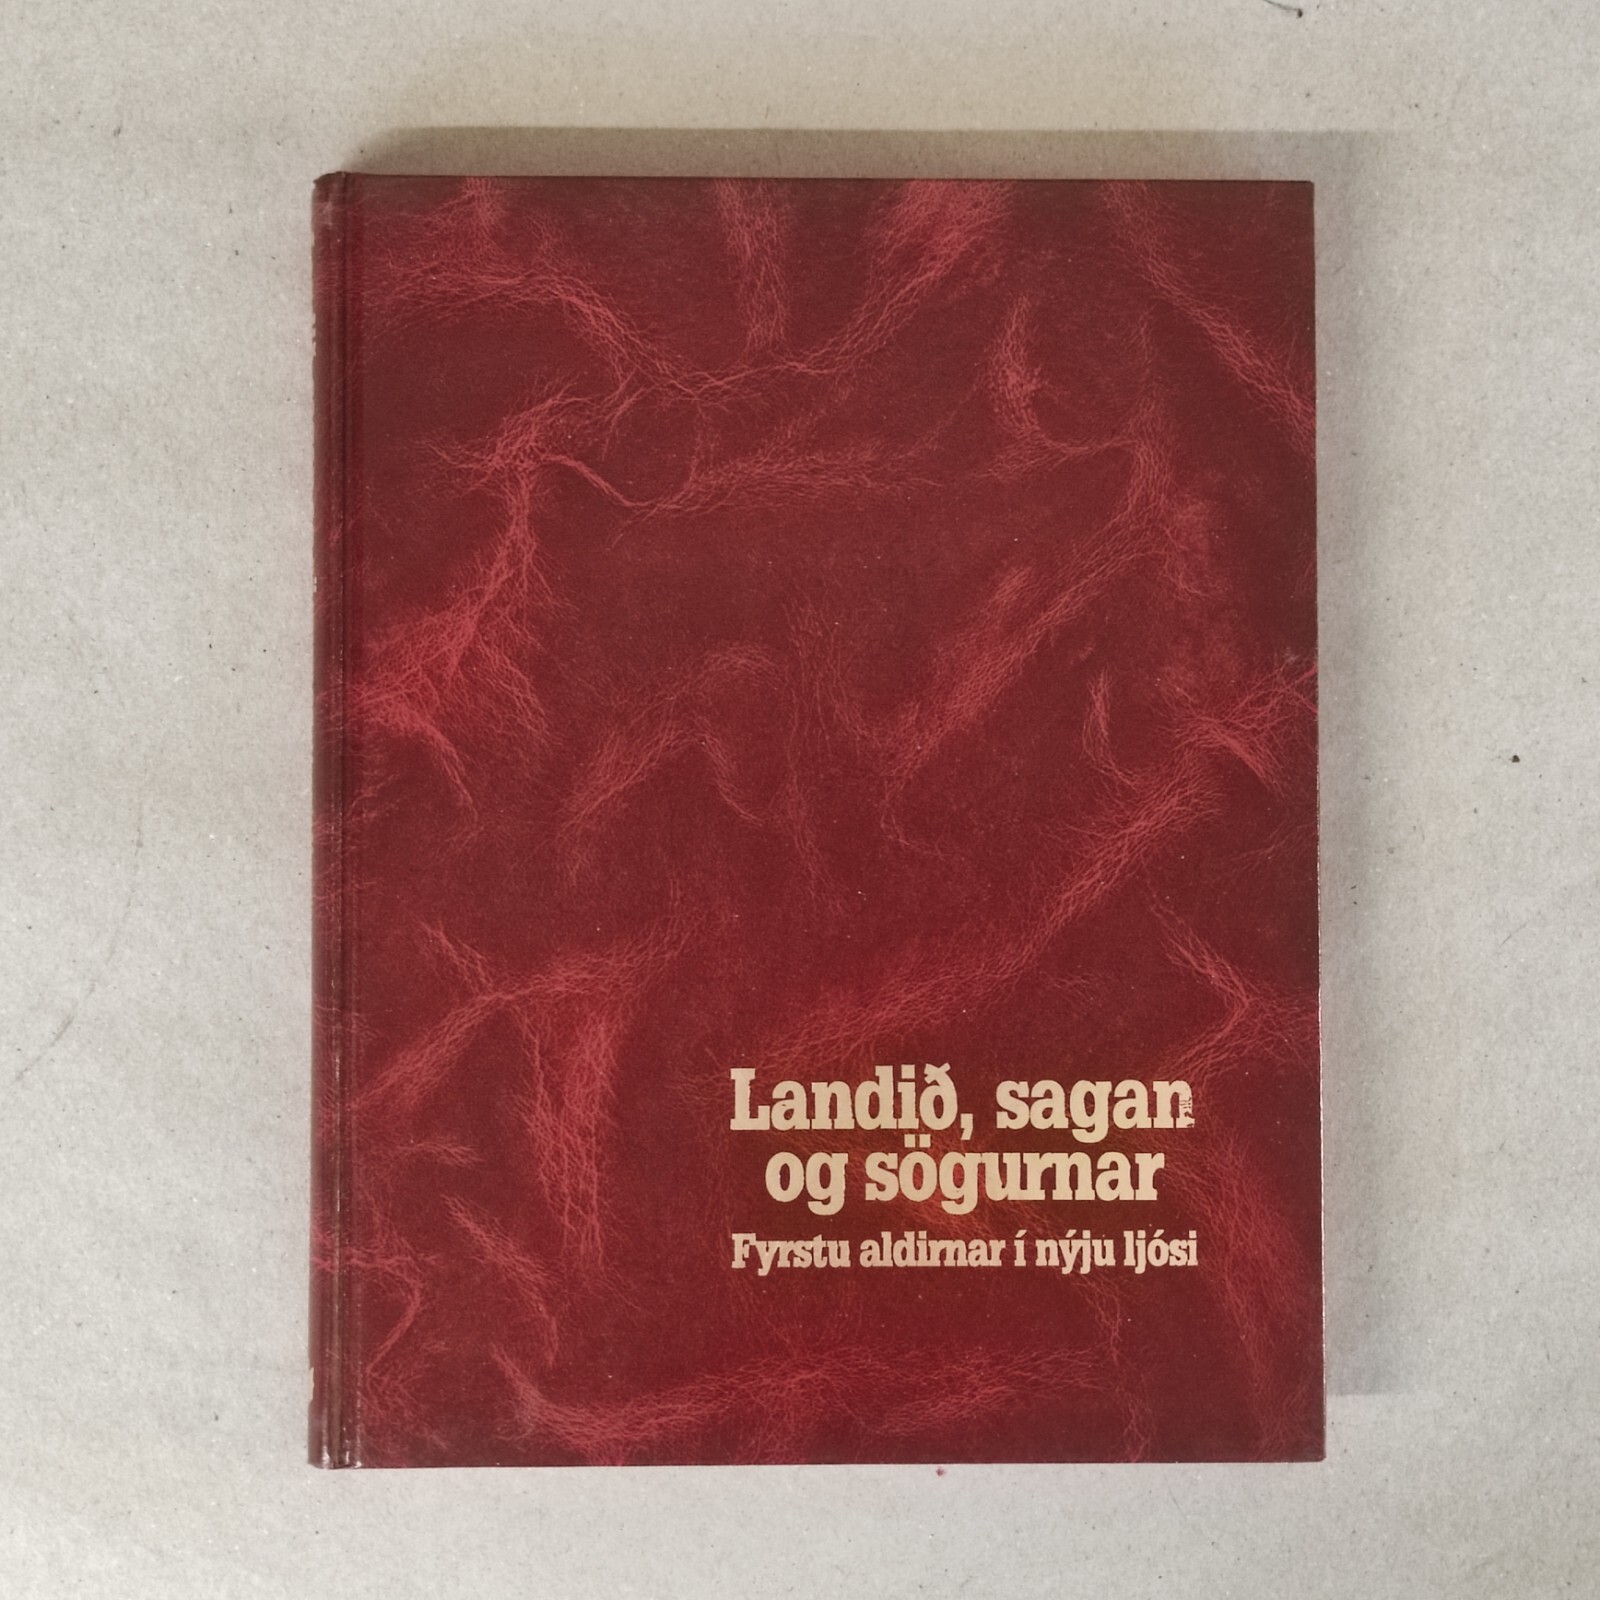 Landið, sagan
og sögurnar
Fyrstu aldirnar í nýju ljósi